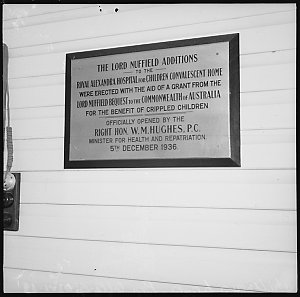 THE LORD NUFFIELD ADDITIONS
TO THE
ROYAL ALEXANDRA HOSPITAL FOR CHILDREN CONVALESCENT HOME
WERE ERECTED WITH THE AID OF A GRANT FROM THE
LORD NUFFIELD BEQUEST TO THE COMMONWEALTH OF AUSTRALIA
FOR THE BENEFIT OF CRIPPLED CHILDREN
OFFICIALLY OPENED BY THE
RIGHT HON. W. M. HUGHES, P.C.
MINISTER FOR HEALTH AND REPATRIATION.
5TH DECEMBER 1936.